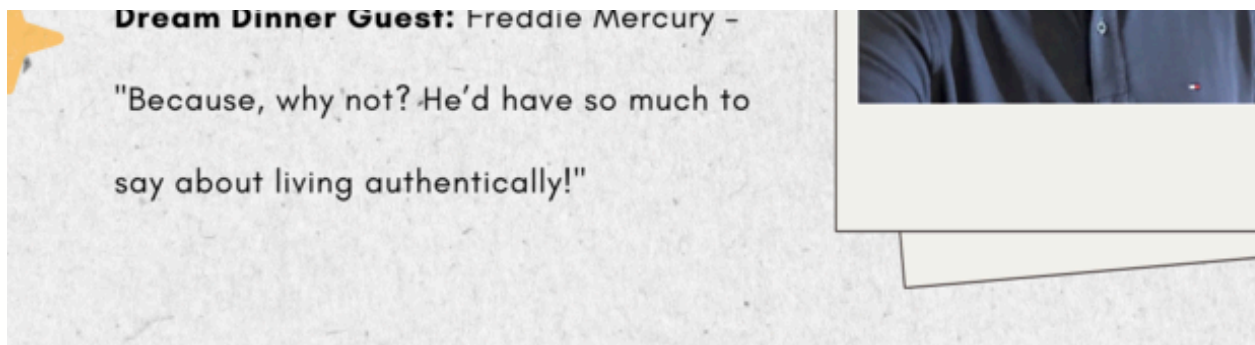 Dream Dinner Guest: Freddie Mercury –
"Because, why not? He’d have so much to
say about living authentically!"